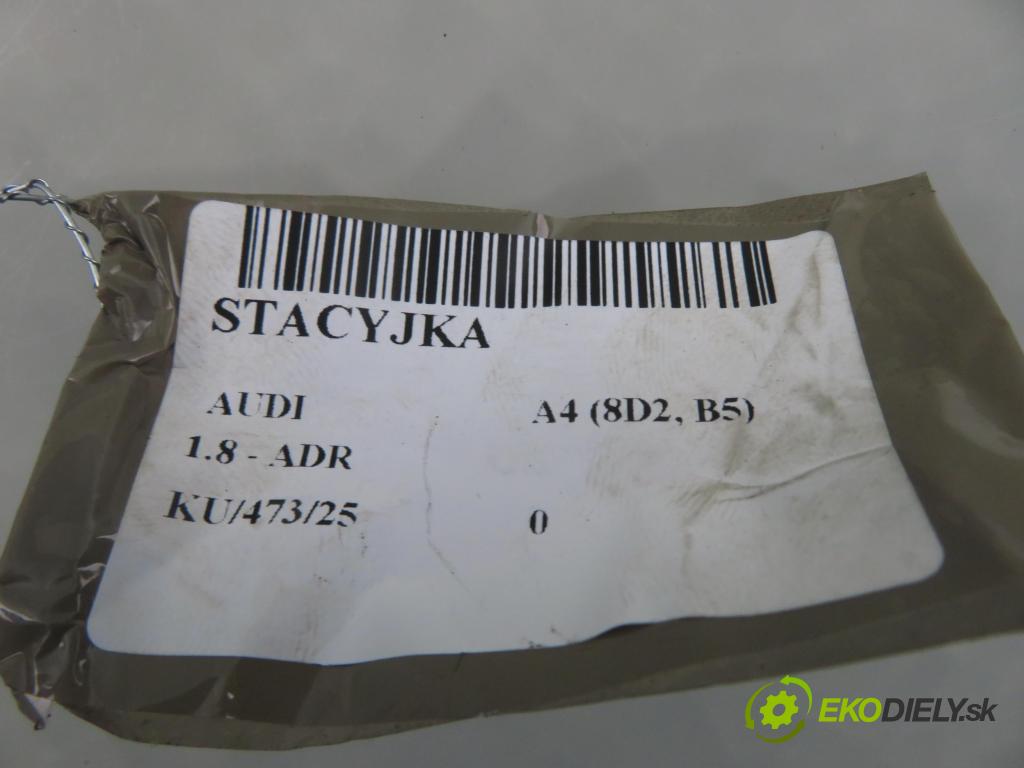 STACYJKA
AUDI A4 (8D2, B5)
1.8 - ADR
KU/473/25 0
EKODIELY.sk